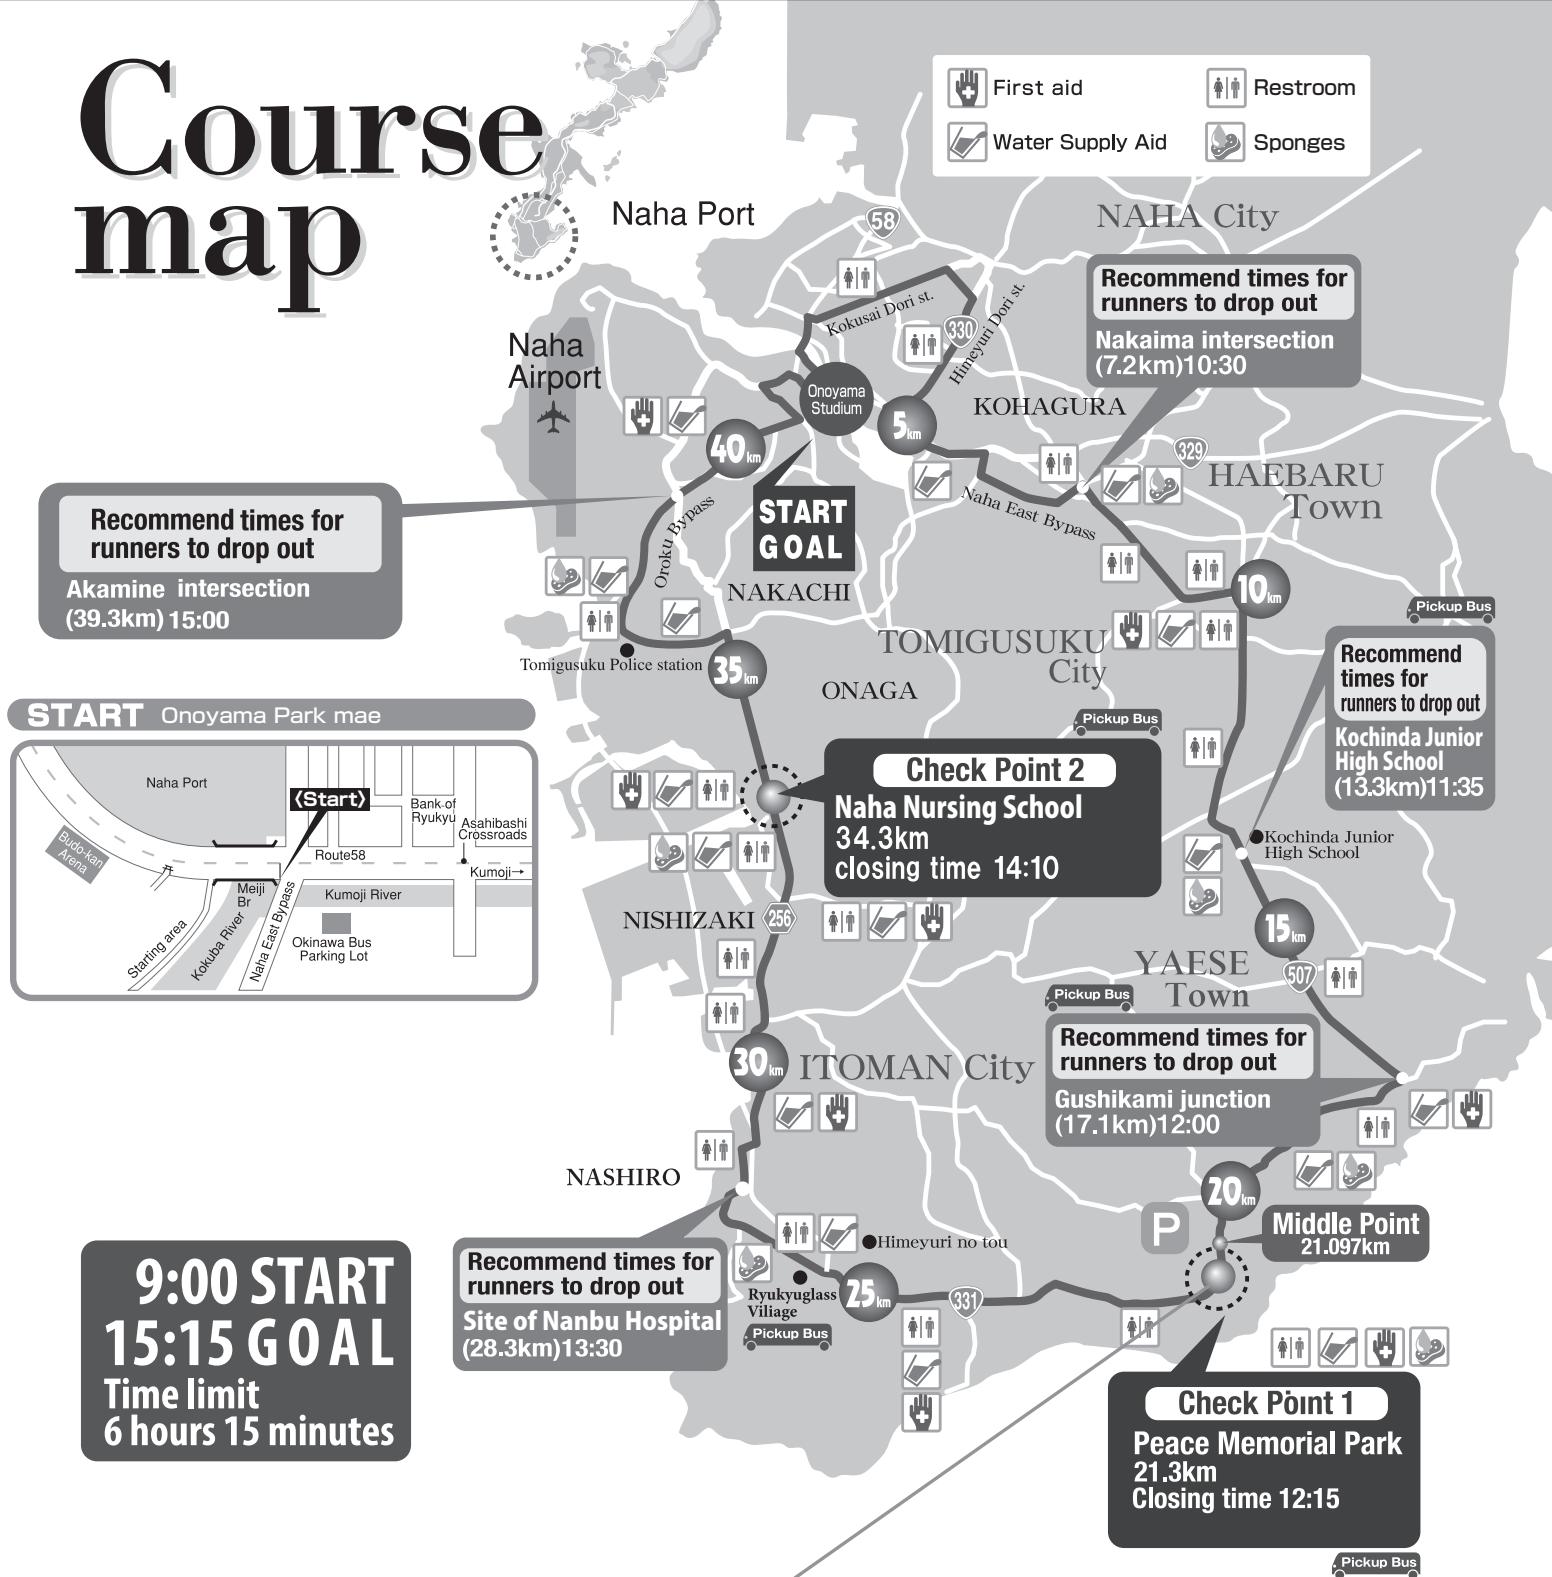 Course
map
First aid
Restroom
Water Supply Aid
Sponges
Naha Port
NAHA City
58
Recommend times for
runners to drop out
Nakaima intersection
(7.2km)10:30
Kokusai Dori st.
330
Himeyuri Dori st.
Naha
Airport
Onoyama
Studium
KOHAGURA
5km
40km
329
HAEBARU
Town
START
GOAL
Naha East Bypass
Recommend times for
runners to drop out
Akamine intersection
(39.3km) 15:00
Oroku Bypass
NAKACHI
10km
Pickup Bus
TOMIGUSUKU
City
Tomigusuku Police station
35km
ONAGA
Recommend
times for
runners to drop out
Kochinda Junior
High School
(13.3km)11:35
Pickup Bus
START Onoyama Park mae
Naha Port
《Start》
Bank of
Ryukyu
Asahibashi
Crossroads
Budo-kan
Arena
Route58
Kumoji→
Meiji
Br
Kumoji River
Starting area
Kokuba River
Naha East Bypass
Okinawa Bus
Parking Lot
Check Point 2
Naha Nursing School
34.3km
closing time 14:10
Kochinda Junior
High School
NISHIZAKI
256
15km
YAESE
Town
507
Pickup Bus
Recommend times for
runners to drop out
Gushikami junction
(17.1km)12:00
30km
ITOMAN City
NASHIRO
20km
P
Middle Point
21.097km
Himeyuri no tou
9:00 START
15:15 GOAL
Time limit
6 hours 15 minutes
Recommend times for
runners to drop out
Site of Nanbu Hospital
(28.3km)13:30
Ryukyuglass
Viliage
25km
331
Pickup Bus
Check Point 1
Peace Memorial Park
21.3km
Closing time 12:15
Pickup Bus